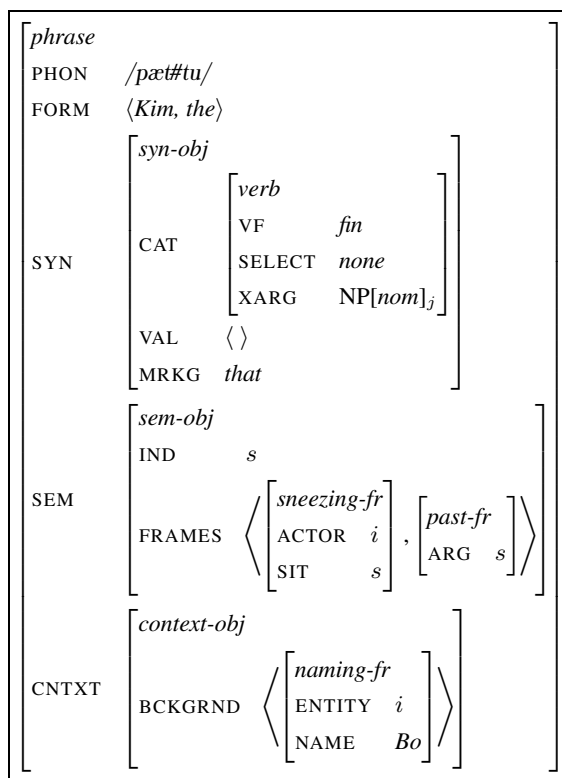 phrase
PHON /pæt#tu/
FORM ⟨Kim, the⟩
syn-obj
verb
VF fin
CAT
SELECT none
SYN
XARG NP[nom]j
VAL ⟨ ⟩
MRKG that
sem-obj
IND s
sneezing-fr
past-fr
SEM
FRAMES ⟨ ACTOR i , ⟩
ARG s
SIT s
context-obj
naming-fr
CNTXT
BCKGRND ⟨ ENTITY i ⟩
NAME Bo